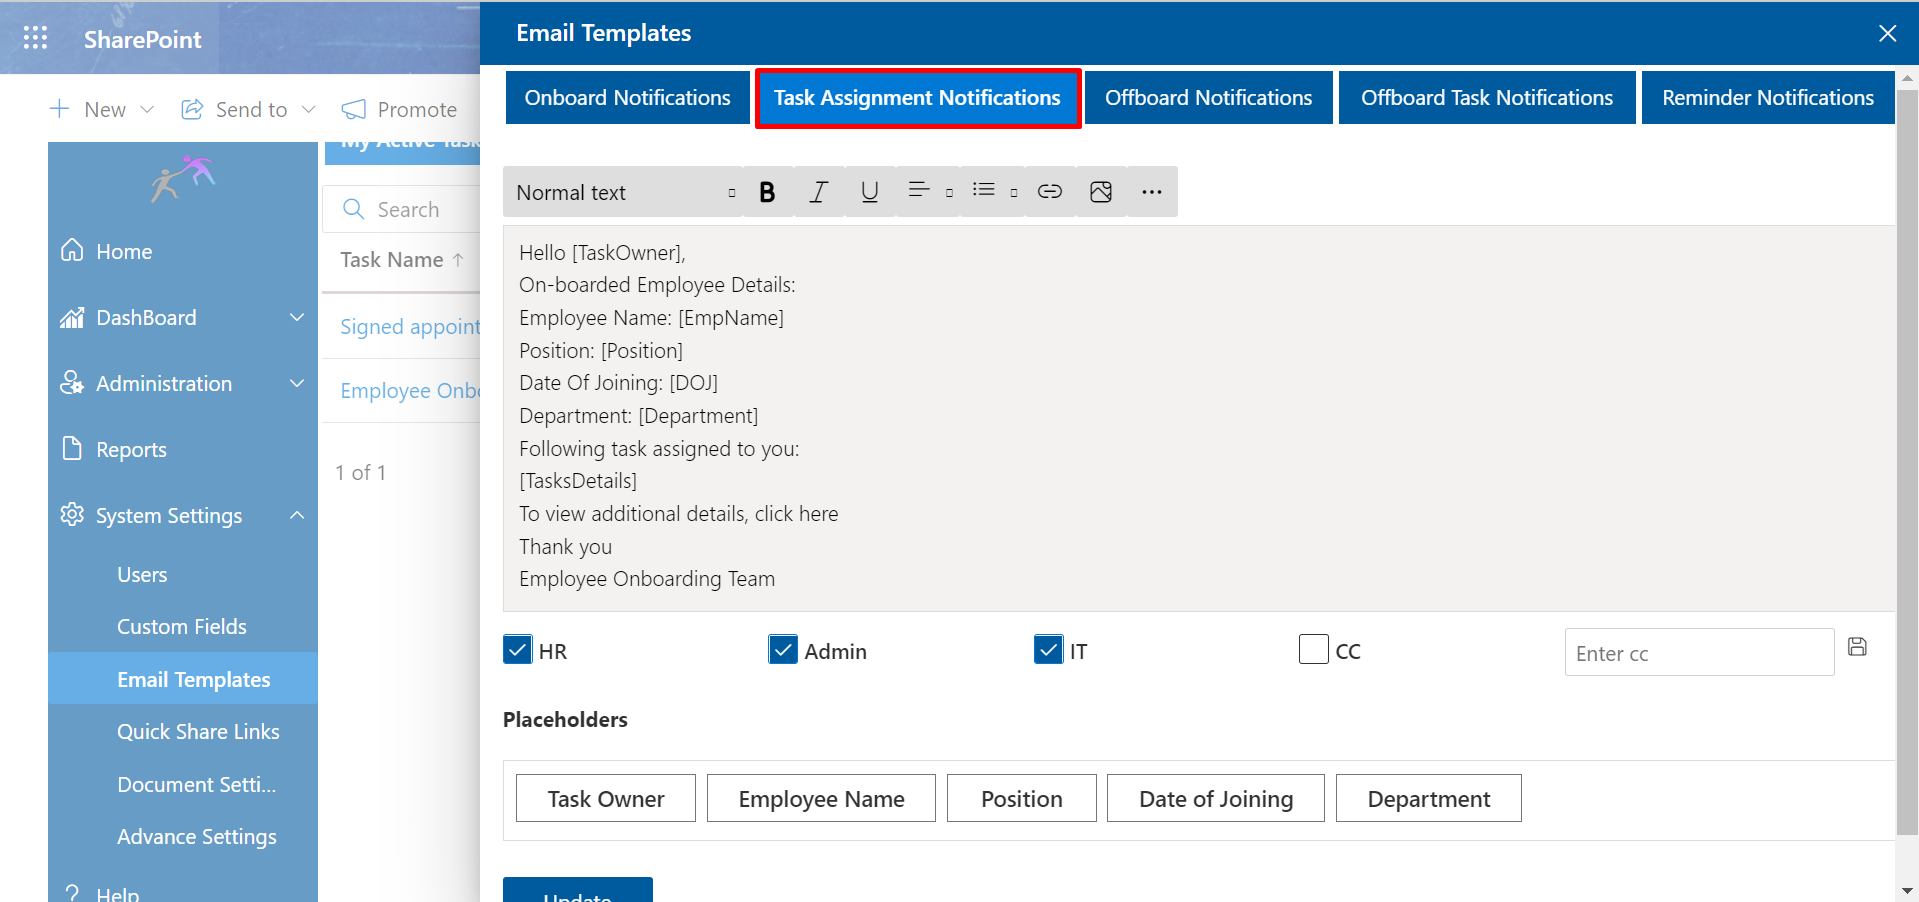 SharePoint
Email Templates
Onboard Notifications
Task Assignment Notifications
Offboard Notifications
Offboard Task Notifications
Reminder Notifications
New
Send to
Promote
My Active Task
Search
Task Name ↑
Signed appoint
Employee Onbo
1 of 1
Home
DashBoard
Administration
Reports
System Settings
Users
Custom Fields
Email Templates
Quick Share Links
Document Setti...
Advance Settings
Help
Normal text
B I U
Hello [TaskOwner],
On-boarded Employee Details:
Employee Name: [EmpName]
Position: [Position]
Date Of Joining: [DOJ]
Department: [Department]
Following task assigned to you:
[TasksDetails]
To view additional details, click here
Thank you
Employee Onboarding Team
HR
Admin
IT
CC
Enter cc
Placeholders
Task Owner
Employee Name
Position
Date of Joining
Department
Update